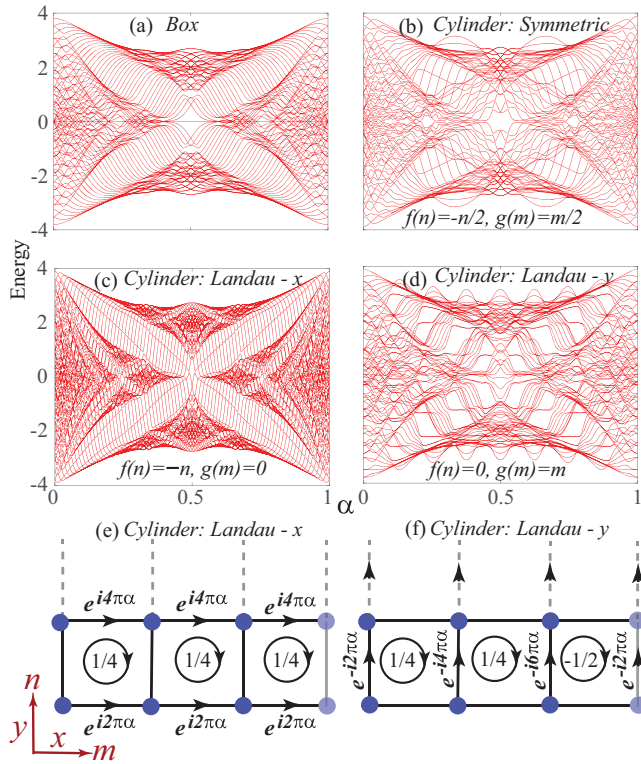 (a) Box
(b) Cylinder: Symmetric
4
2
0
-2
-4
f(n)=-n/2, g(m)=m/2
Energy
(c) Cylinder: Landau - x
(d) Cylinder: Landau - y
4
2
0
-2
-4
f(n)=−n, g(m)=0
f(n)=0, g(m)=m
0 0.5 1
α
0 0.5 1
(e) Cylinder: Landau - x
(f) Cylinder: Landau - y
e^{i4πα} e^{i4πα} e^{i4πα}
1/4 1/4 1/4
e^{i2πα} e^{i2πα} e^{i2πα}
e^{-i2πα} 1/4 e^{-i4πα} 1/4 e^{-i6πα} -1/2 e^{-i2πα}
n
y
x
m